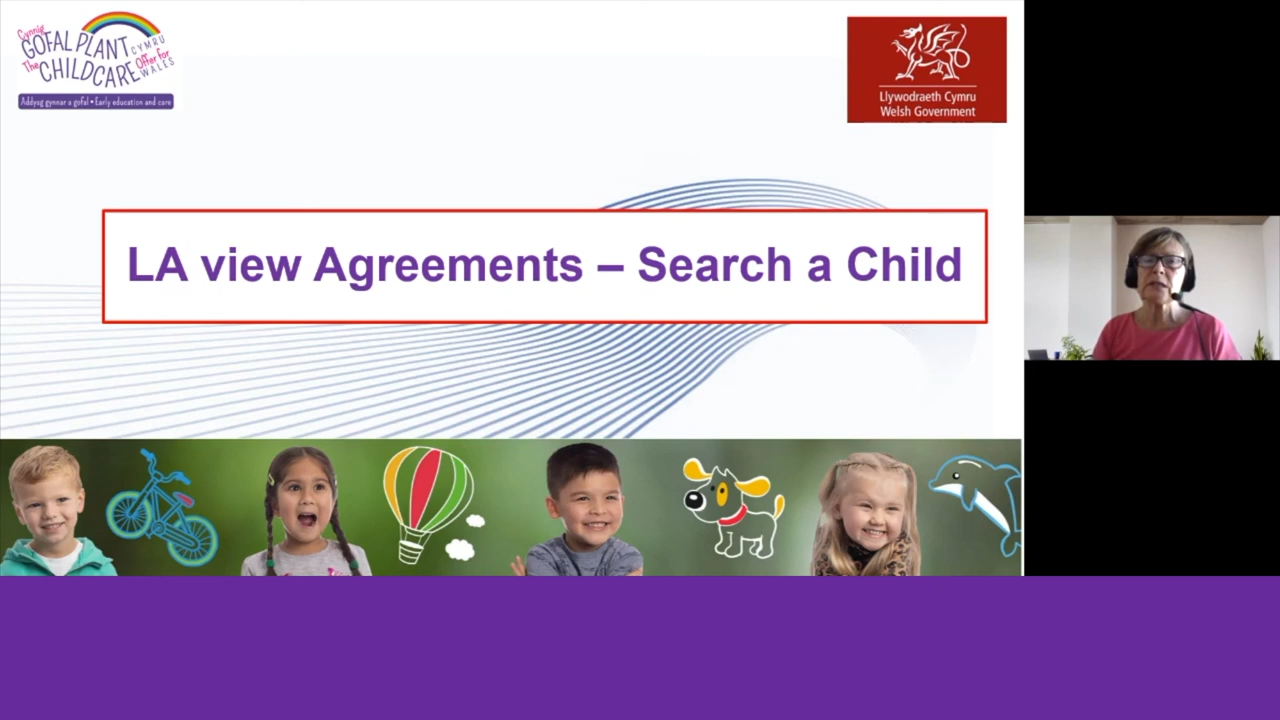 Cynnig
GOFAL PLANT
CYMRU
The CHILDCARE
Offer for
WALES
Addysg gynnar a gofal • Early education and care
Llywodraeth Cymru
Welsh Government
LA view Agreements – Search a Child